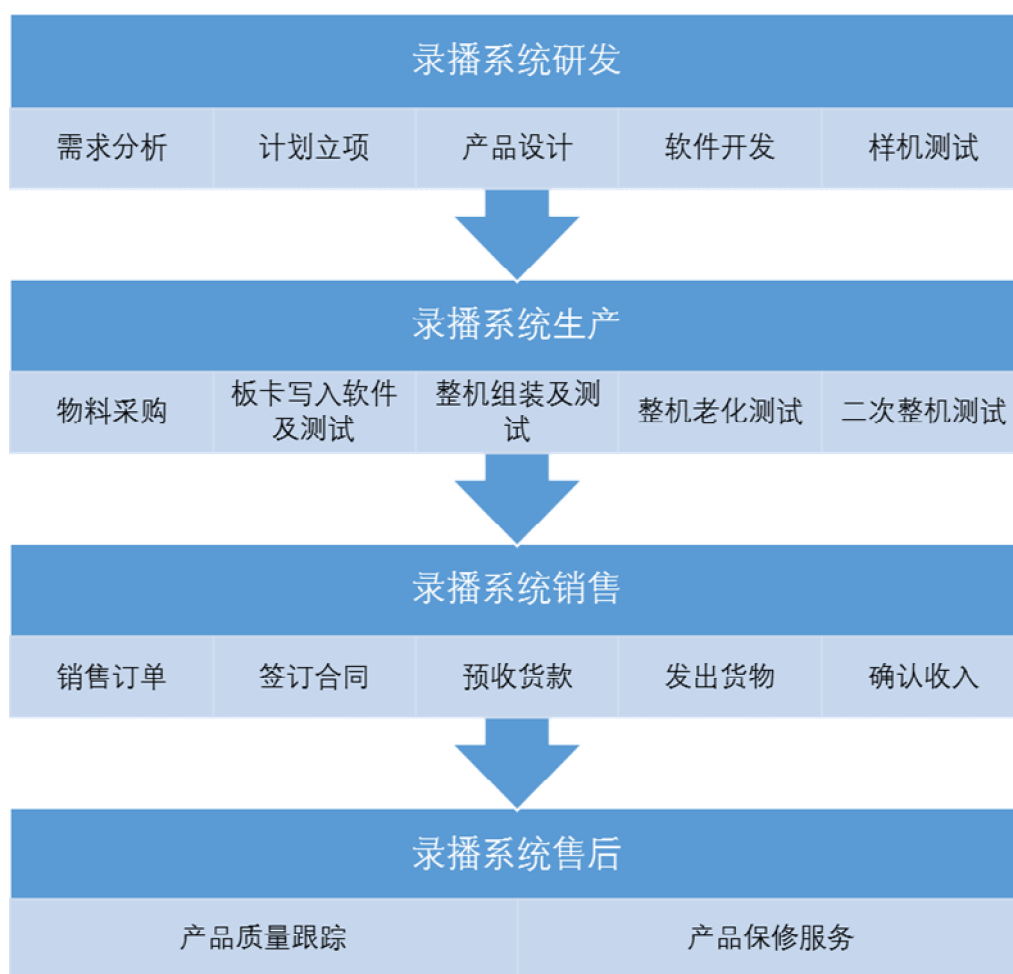 录播系统研发
需求分析 计划立项 产品设计 软件开发 样机测试
录播系统生产
物料采购
板卡写入软件
及测试
整机组装及测
试
整机老化测试
二次整机测试
录播系统销售
销售订单 签订合同 预收货款 发出货物 确认收入
录播系统售后
产品质量跟踪 产品保修服务